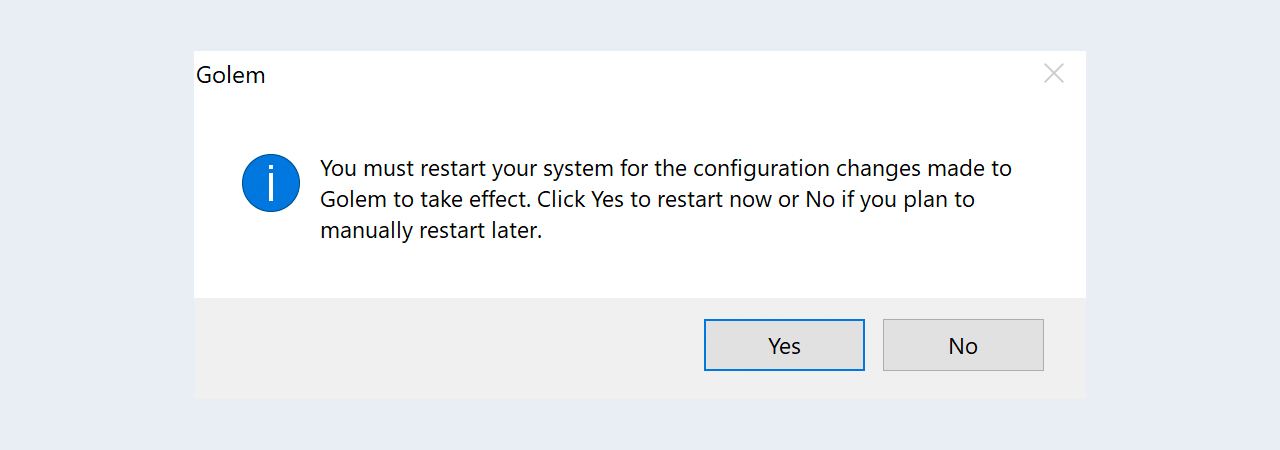 Golem
You must restart your system for the configuration changes made to
Golem to take effect. Click Yes to restart now or No if you plan to
manually restart later.
Yes
No